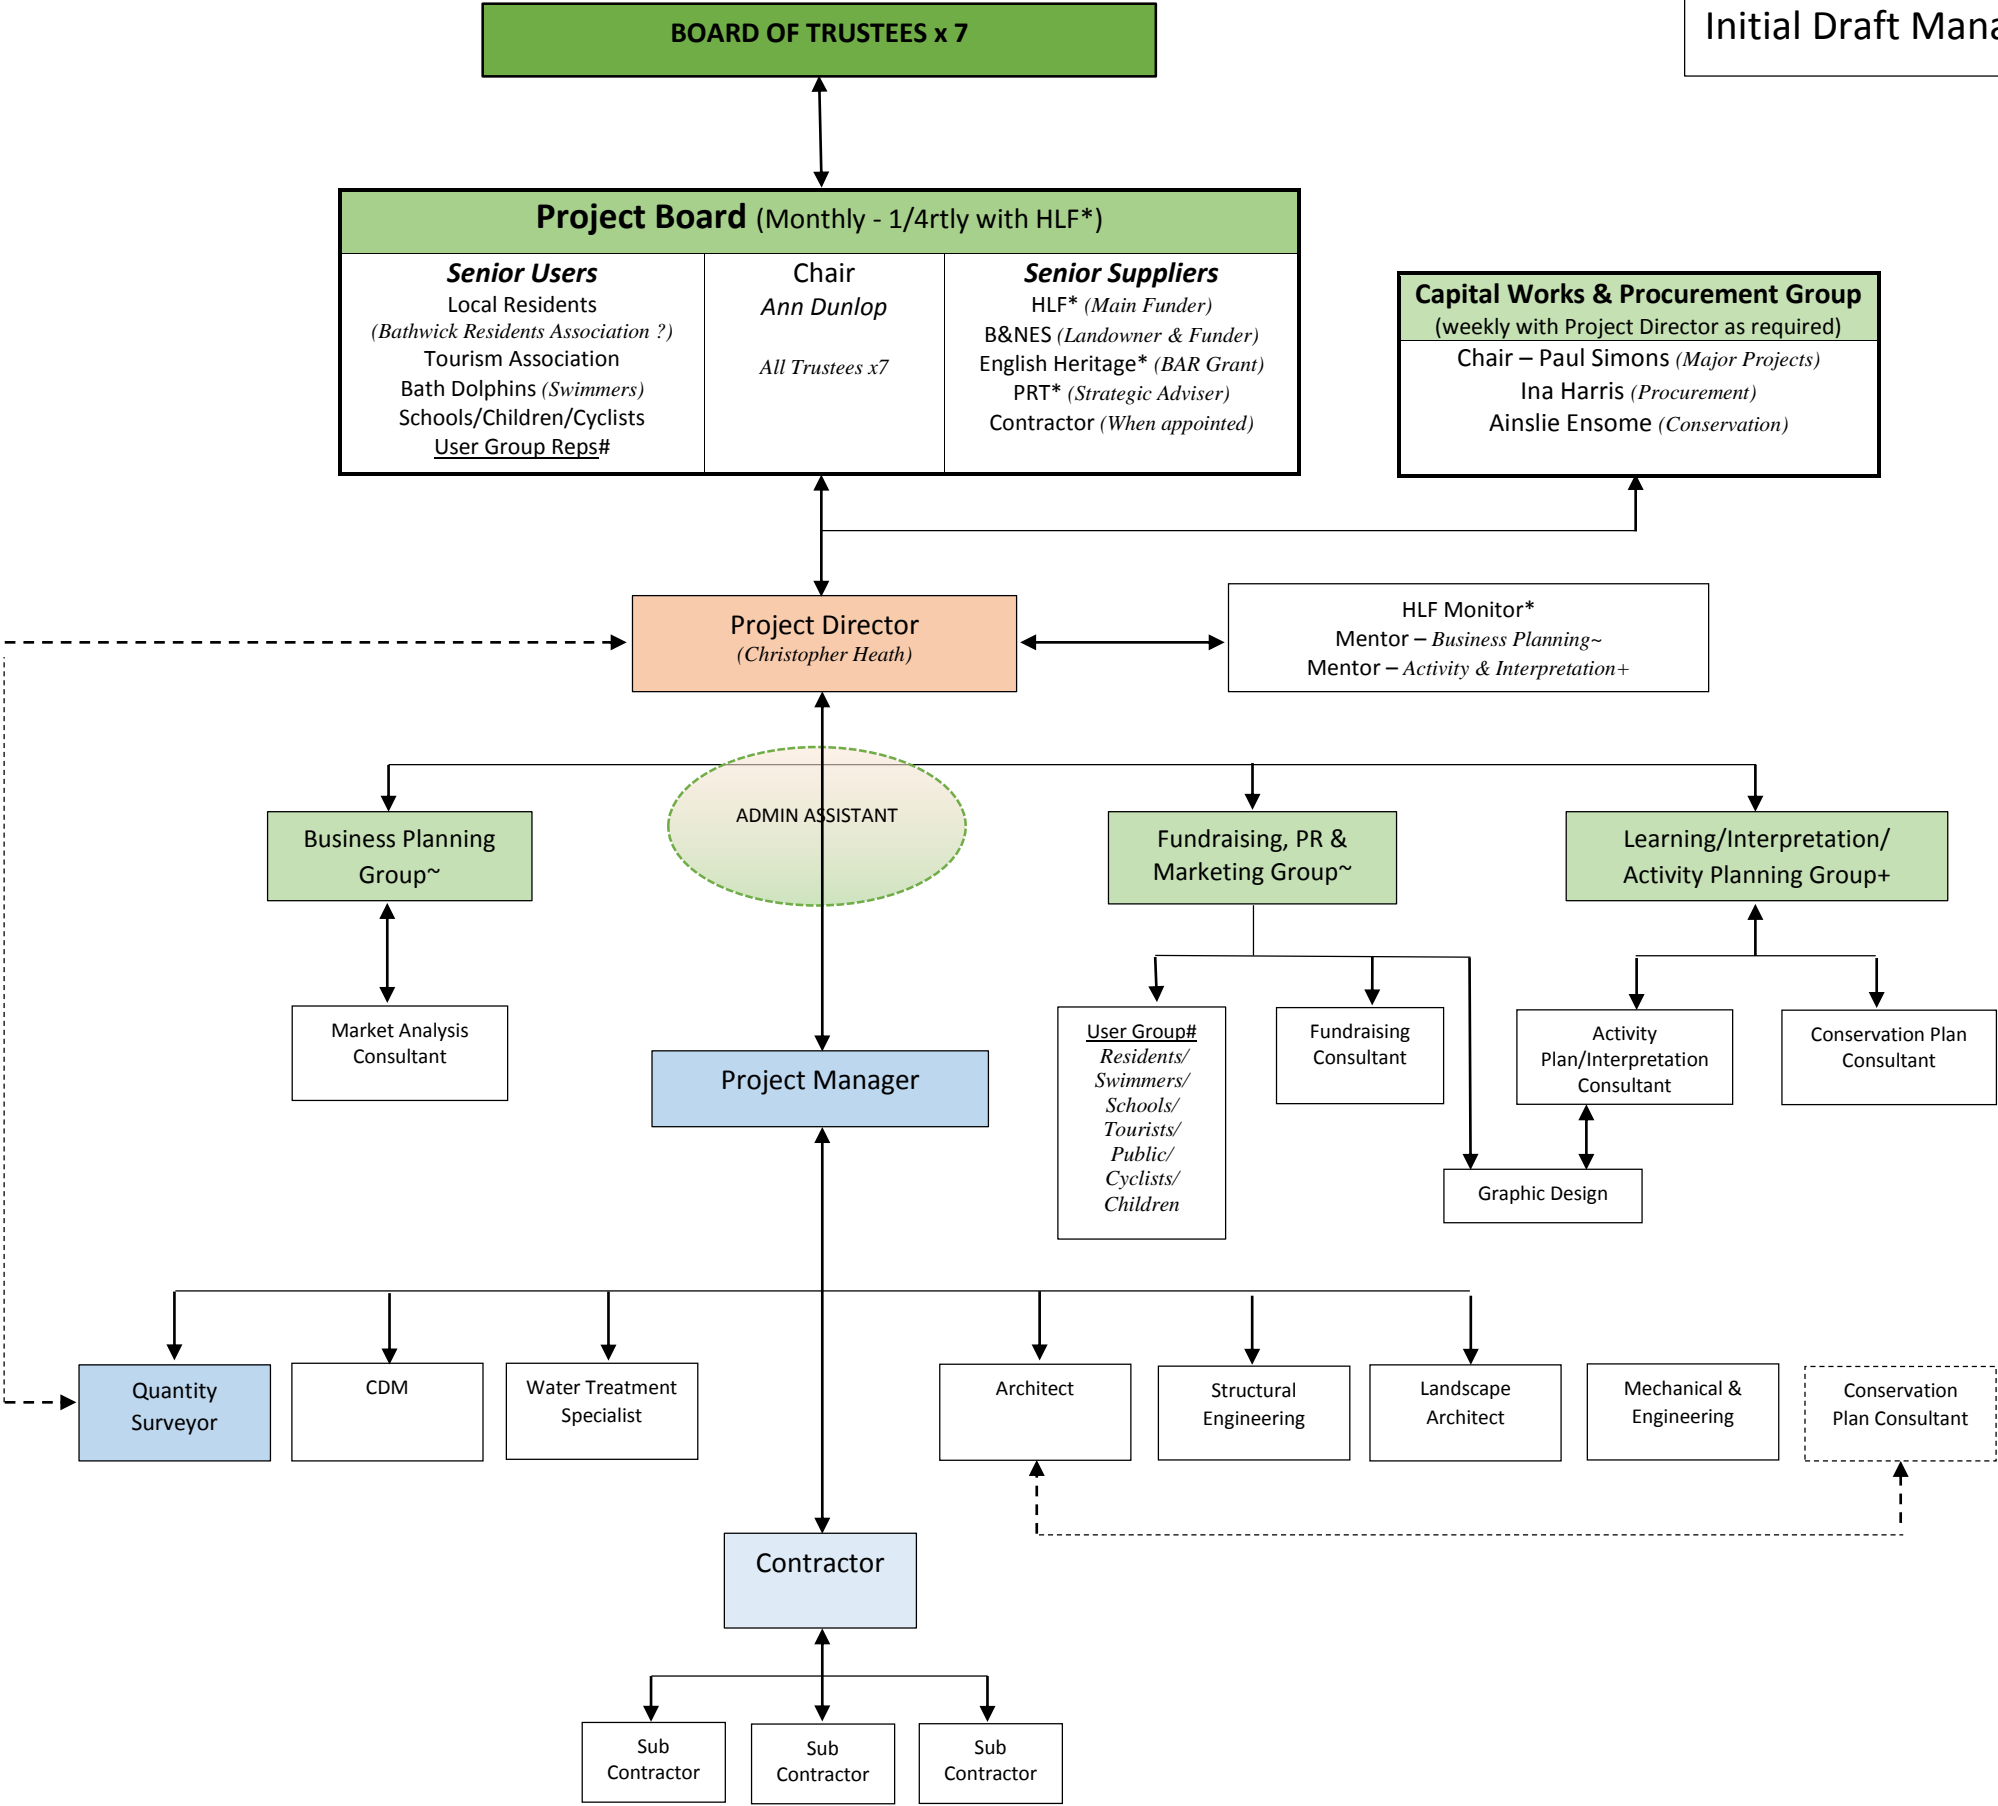 BOARD OF TRUSTEES x 7
Initial Draft Mana
Project Board (Monthly - 1/4rtly with HLF*)
Senior Users
Local Residents
(Bathwick Residents Association ?)
Tourism Association
Bath Dolphins (Swimmers)
Schools/Children/Cyclists
User Group Reps#
Chair
Ann Dunlop
All Trustees x7
Senior Suppliers
HLF* (Main Funder)
B&NES (Landowner & Funder)
English Heritage* (BAR Grant)
PRT* (Strategic Adviser)
Contractor (When appointed)
Capital Works & Procurement Group
(weekly with Project Director as required)
Chair – Paul Simons (Major Projects)
Ina Harris (Procurement)
Ainslie Ensome (Conservation)
Project Director
(Christopher Heath)
HLF Monitor*
Mentor – Business Planning~
Mentor – Activity & Interpretation+
ADMIN ASSISTANT
Business Planning
Group~
Fundraising, PR &
Marketing Group~
Learning/Interpretation/
Activity Planning Group+
Market Analysis
Consultant
Project Manager
User Group#
Residents/
Swimmers/
Schools/
Tourists/
Public/
Cyclists/
Children
Fundraising
Consultant
Activity
Plan/Interpretation
Consultant
Conservation Plan
Consultant
Graphic Design
Quantity
Surveyor
CDM
Water Treatment
Specialist
Architect
Structural
Engineering
Landscape
Architect
Mechanical &
Engineering
Conservation
Plan Consultant
Contractor
Sub
Contractor
Sub
Contractor
Sub
Contractor